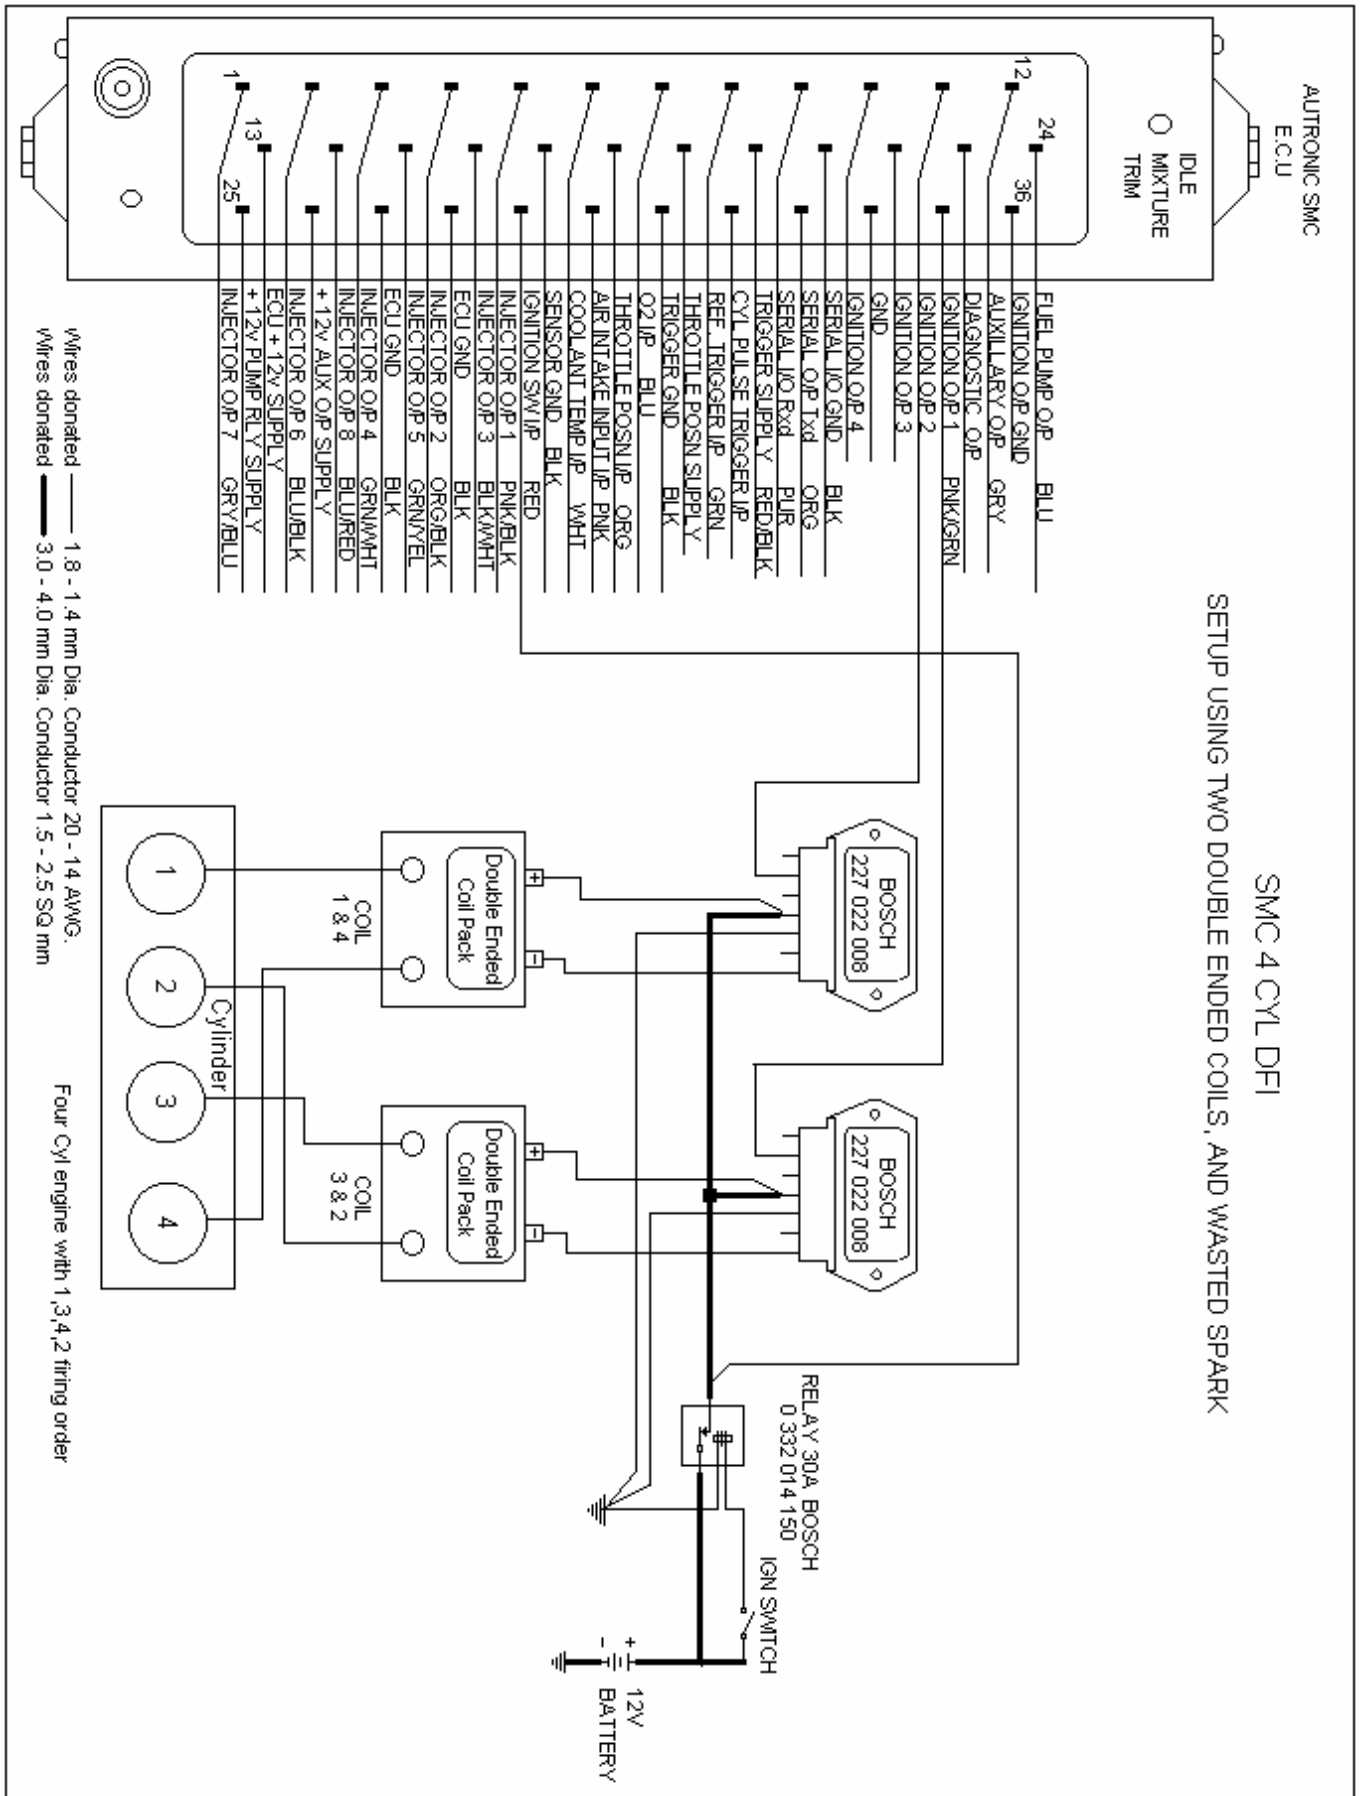 AUTRONIC SMC
E.C.U
SMC 4 CYL DFI
SETUP USING TWO DOUBLE ENDED COILS, AND WASTED SPARK
IDLE
MIXTURE
TRIM
12
24
36
1
13
25
FUEL PUMP O/P BLU
IGNITION O/P GND
AUXILLARY O/P GRY
DIAGNOSTIC O/P
IGNITION O/P 1 PNK/GRN
IGNITION O/P 2
IGNITION O/P 3
GND
IGNITION O/P 4
SERIAL I/O GND BLK
SERIAL O/P Txd ORG
SERIAL I/O Rxd PUR
TRIGGER SUPPLY RED/BLK
CYL PULSE TRIGGER I/P
REF. TRIGGER I/P GRN
THROTTLE POSN SUPPLY
TRIGGER GND BLK
O2 I/P BLU
THROTTLE POSN I/P ORG
AIR INTAKE INPUT I/P PNK
COOLANT TEMP I/P WHT
SENSOR GND BLK
IGNITION SW I/P RED
INJECTOR O/P 1 PNK/BLK
INJECTOR O/P 3 BLK/WHT
ECU GND BLK
INJECTOR O/P 2 ORG/BLK
INJECTOR O/P 5 GRN/YEL
ECU GND BLK
INJECTOR O/P 4 GRN/WHT
INJECTOR O/P 8 BLU/RED
+ 12v AUX O/P SUPPLY
INJECTOR O/P 6 BLU/BLK
ECU + 12v SUPPLY
+ 12v PUMP RLY SUPPLY
INJECTOR O/P 7 GRY/BLU
BOSCH
227 022 008
BOSCH
227 022 008
RELAY 30A BOSCH
0 332 014 150
IGN SWITCH
+
-
12V
BATTERY
+
-
Double Ended
Coil Pack
COIL
1 & 4
+
-
Double Ended
Coil Pack
COIL
3 & 2
Cylinder
1
2
3
4
Wires donated 1.8 - 1.4 mm Dia. Conductor 20 - 14 AWG.
Wires donated 3.0 - 4.0 mm Dia. Conductor 1.5 - 2.5 SQ mm
Four Cyl engine with 1,3,4,2 firing order